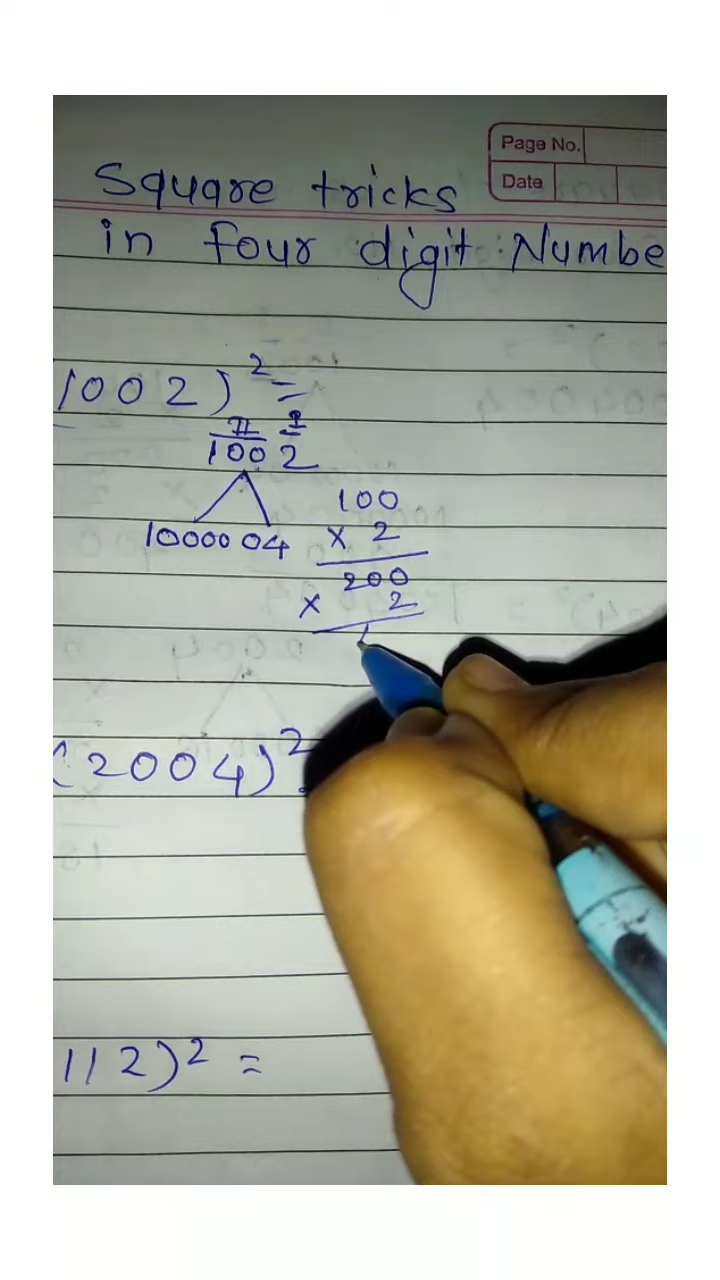 Page No.
Date
Square tricks
in four digit Numbe
1002)² =
II I
100 2
1000004
100
x 2
200
x 2
(2004)²
112)² =